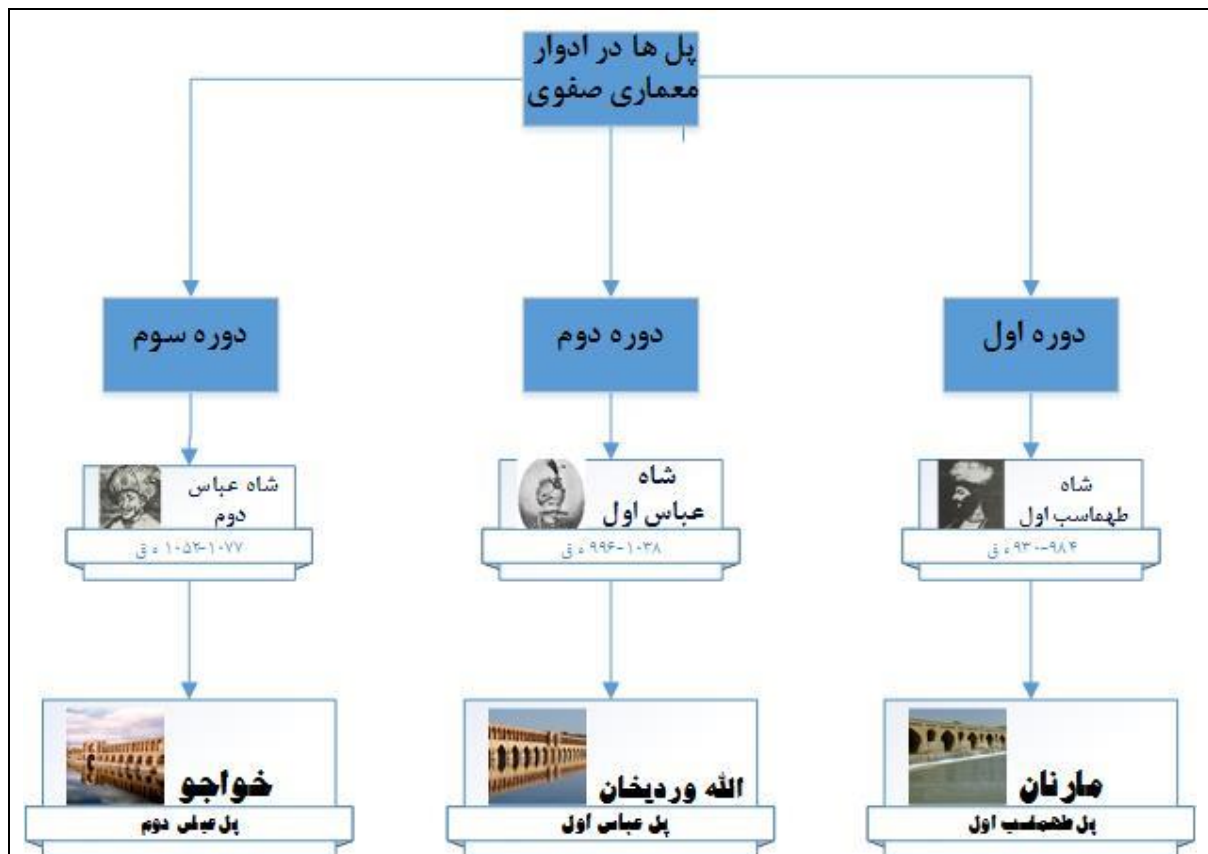 پل ها در ادوار
معماری صفوی
دوره اول
دوره دوم
دوره سوم
شاه
طهماسب اول
شاه
عباس اول
شاه عباس
دوم
۹۳۰-۹۸۴ ه ق
۹۹۶-۱۰۳۸ ه ق
۱۰۵۲-۱۰۷۷ ه ق
مارنان
الله وردیخان
خواجو
پل طهماسب اول
پل عباس اول
پل عباس دوم